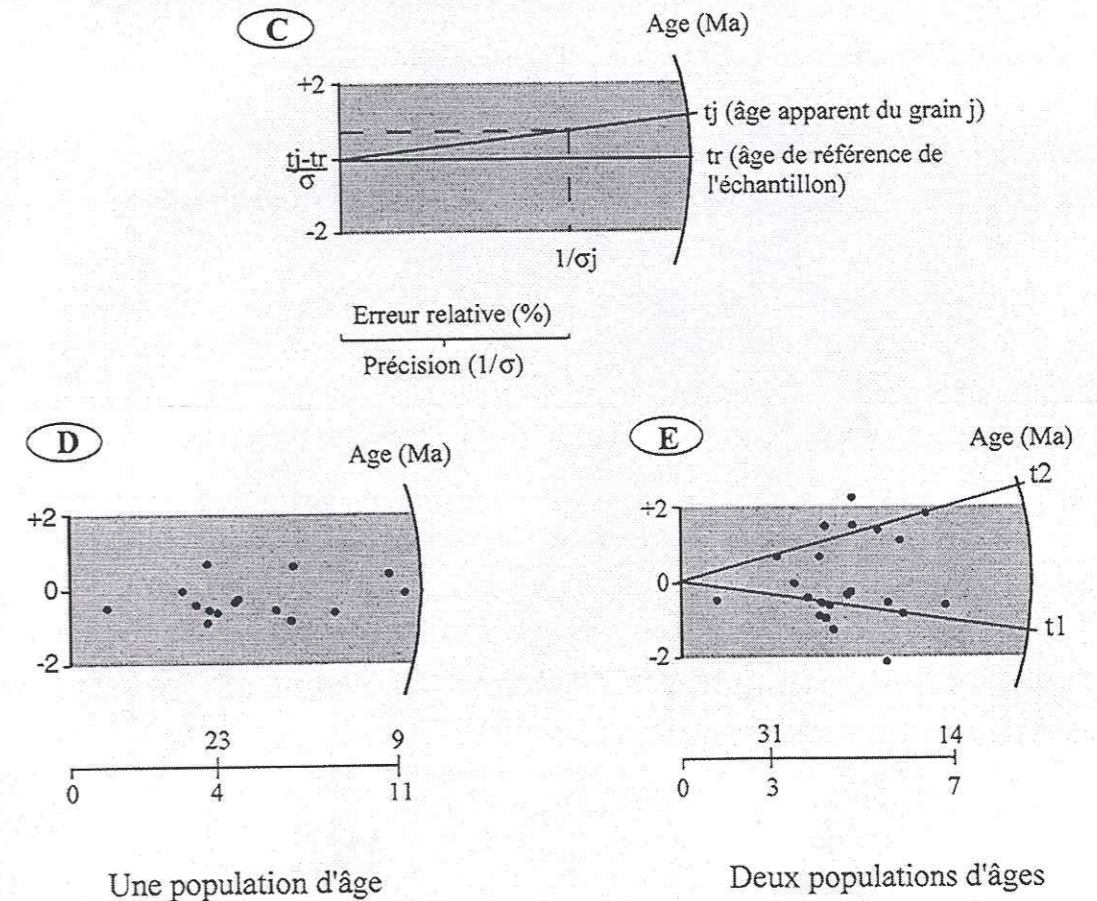 C
Age (Ma)
+2
tj (âge apparent du grain j)
tj-tr
σ
tr (âge de référence de
l'échantillon)
-2
1/σj
Erreur relative (%)
Précision (1/σ)
D
Age (Ma)
+2
0
-2
23
9
0
4
11
Une population d'âge
E
Age (Ma)
t2
+2
0
t1
-2
31
14
0
3
7
Deux populations d'âges